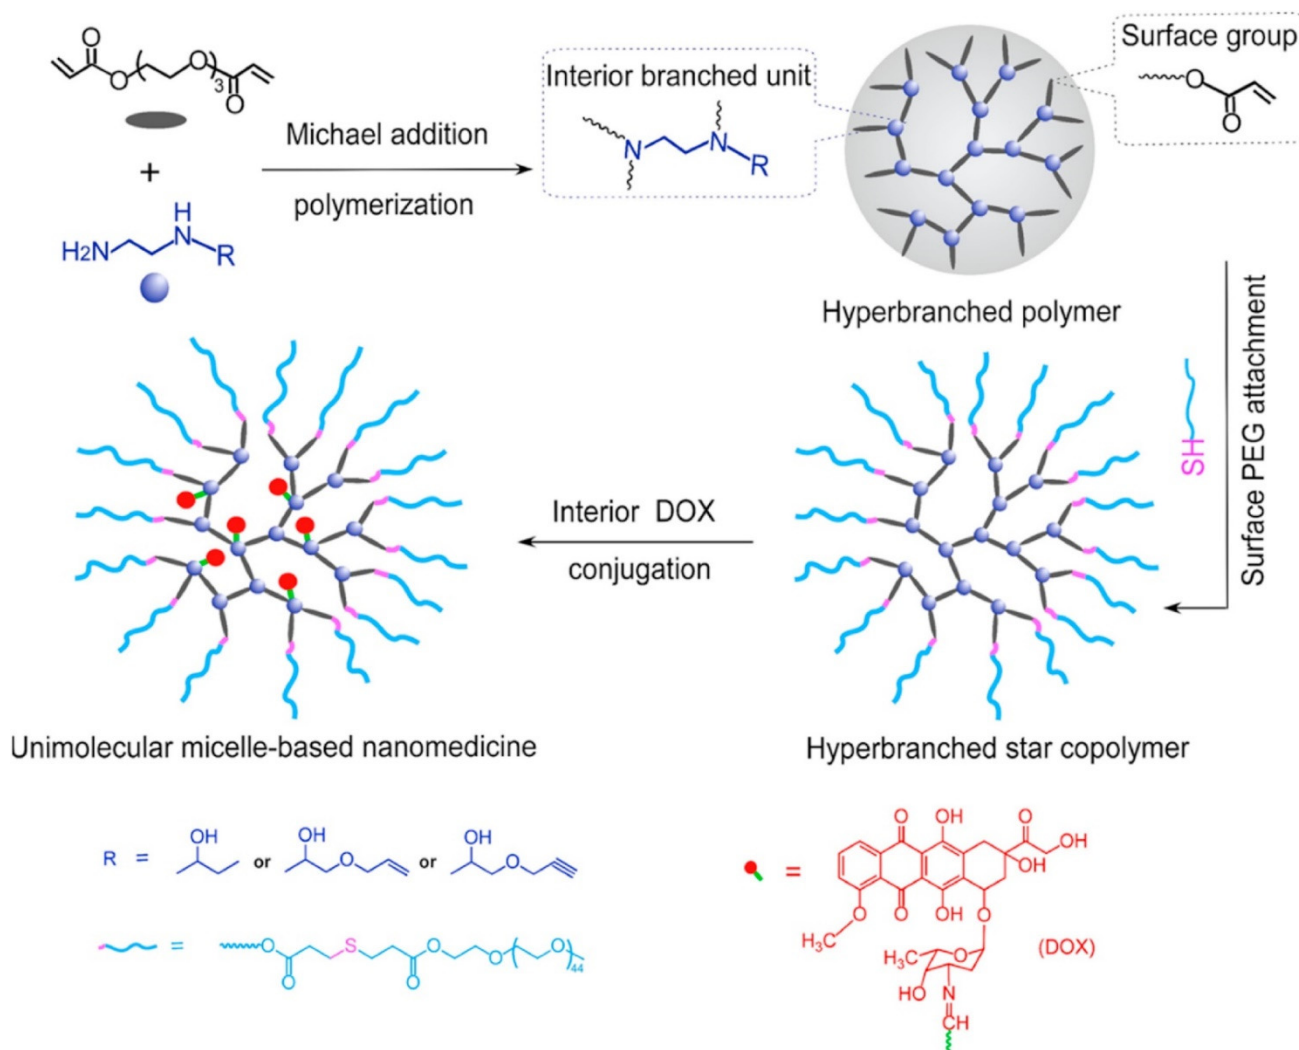 O
O
O
3
O
O
+
H2N
H
N
R
Michael addition
polymerization
Interior branched unit
N
N
R
Surface group
O
O
Hyperbranched polymer
Surface PEG attachment
SH
Interior DOX
conjugation
Unimolecular micelle-based nanomedicine
Hyperbranched star copolymer
R = OH or OH O or OH O
= O O S O O O O 44
=
O OH O OH
OH
O O OH O
H3C
H3C O
HO
N
CH
(DOX)